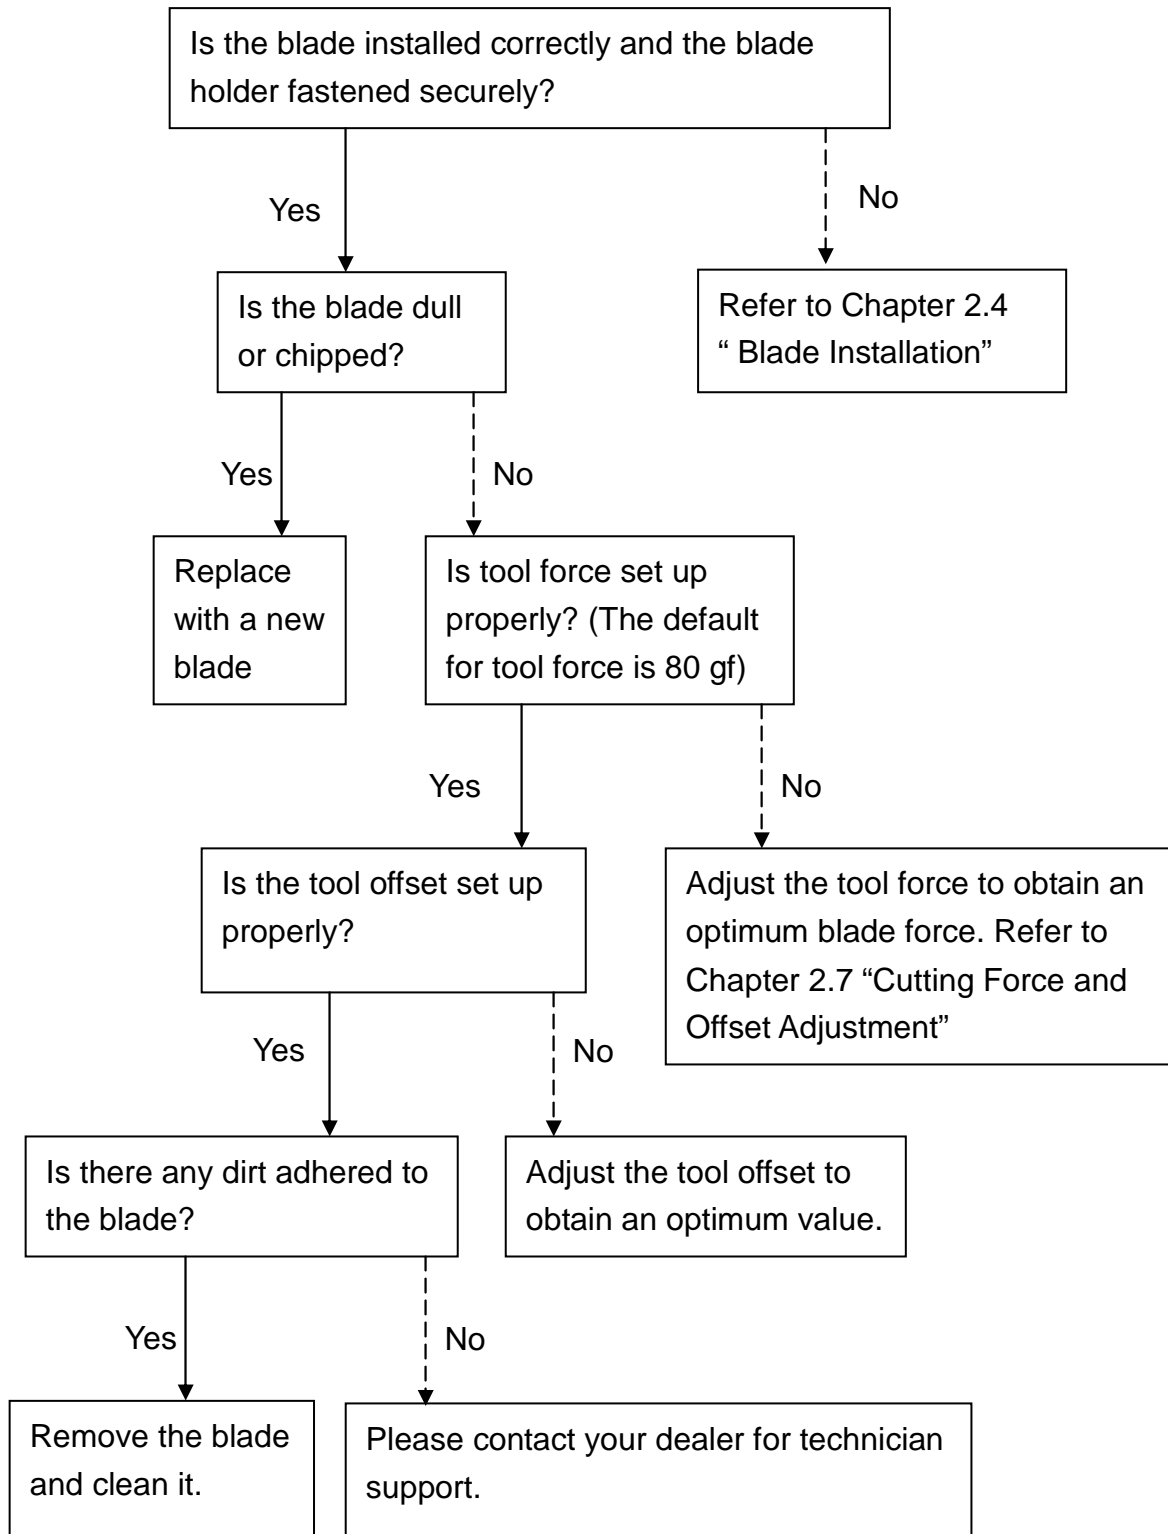 Is the blade installed correctly and the blade
holder fastened securely?
Yes
No
Is the blade dull
or chipped?
Refer to Chapter 2.4
“ Blade Installation”
Yes
No
Replace
with a new
blade
Is tool force set up
properly? (The default
for tool force is 80 gf)
Yes
No
Is the tool offset set up
properly?
Adjust the tool force to obtain an
optimum blade force. Refer to
Chapter 2.7 “Cutting Force and
Offset Adjustment”
Yes
No
Is there any dirt adhered to
the blade?
Adjust the tool offset to
obtain an optimum value.
Yes
No
Remove the blade
and clean it.
Please contact your dealer for technician
support.